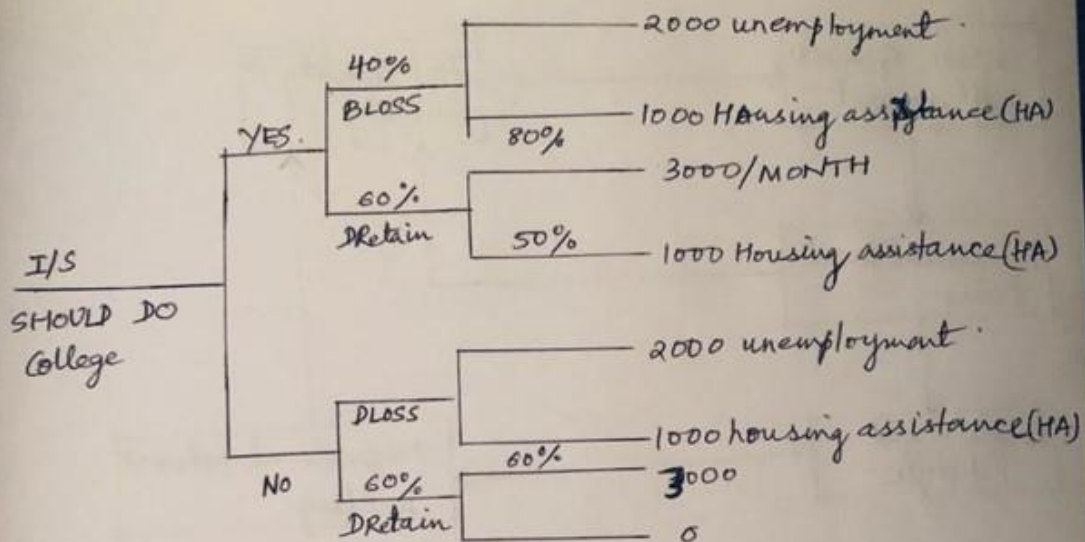 2000 unemployment.
40%
BLOSS
1000 HAusing assistance (HA)
YES.
80%
3000/MONTH
60%
DRetain
50%
1000 Housing assistance (HA)
I/S
SHOULD DO
College
2000 unemployment.
DLOSS
1000 housing assistance (HA)
60%
NO
60%
3000
DRetain
0